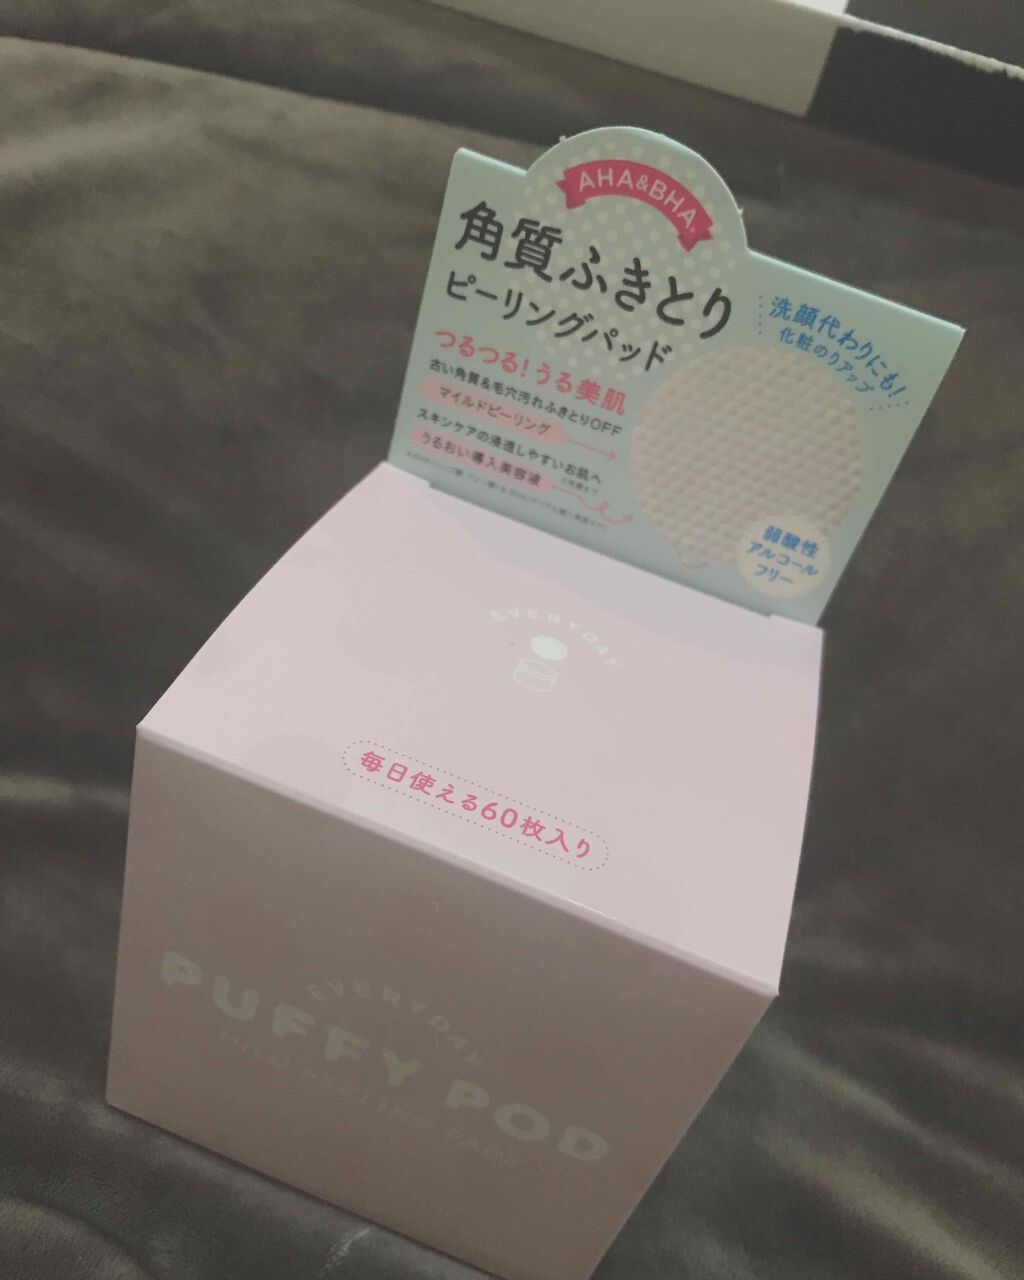 AHA&BHA
角質ふきとり
ピーリングパッド
洗顔代わりにも!
化粧のりアップ
つるつる!うる美肌
古い角質&毛穴汚れふきとりOFF
マイルドピーリング
スキンケアの浸透しやすいお肌へ
うるおい導入美容液
弱酸性
アルコール
フリー
EVERYDAY
毎日使える60枚入り
EVERYDAY
PUFFY POD
MILD PEELING PADS